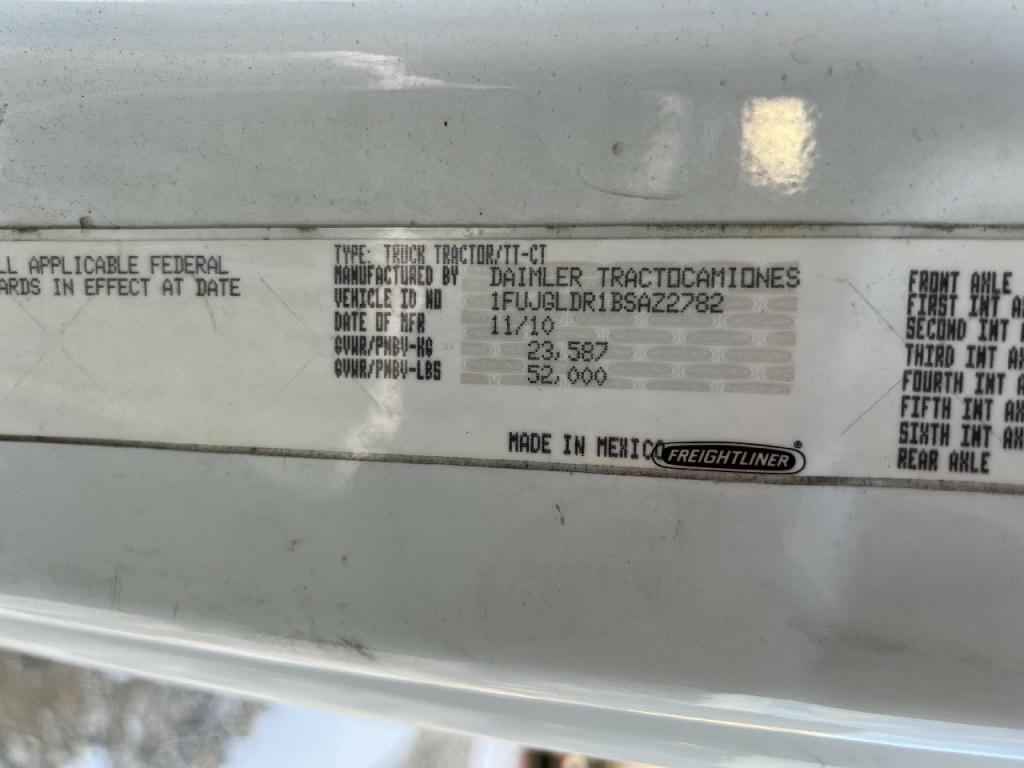 LL APPLICABLE FEDERAL
ARDS IN EFFECT AT DATE
TYPE: TRUCK TRACTOR/TT-CT
MANUFACTURED BY DAIMLER TRACTOCAMIONES
VEHICLE ID NO 1FUJGLDR1BSAZ2782
DATE OF MFR 11/10
GVWR/PNBV-KG 23,587
GVWR/PNBV-LBS 52,000
MADE IN MEXICO
FREIGHTLINER®
FRONT AXLE
FIRST INT A
SECOND INT
THIRD INT AX
FOURTH INT A
FIFTH INT AX
SIXTH INT AX
REAR AXLE